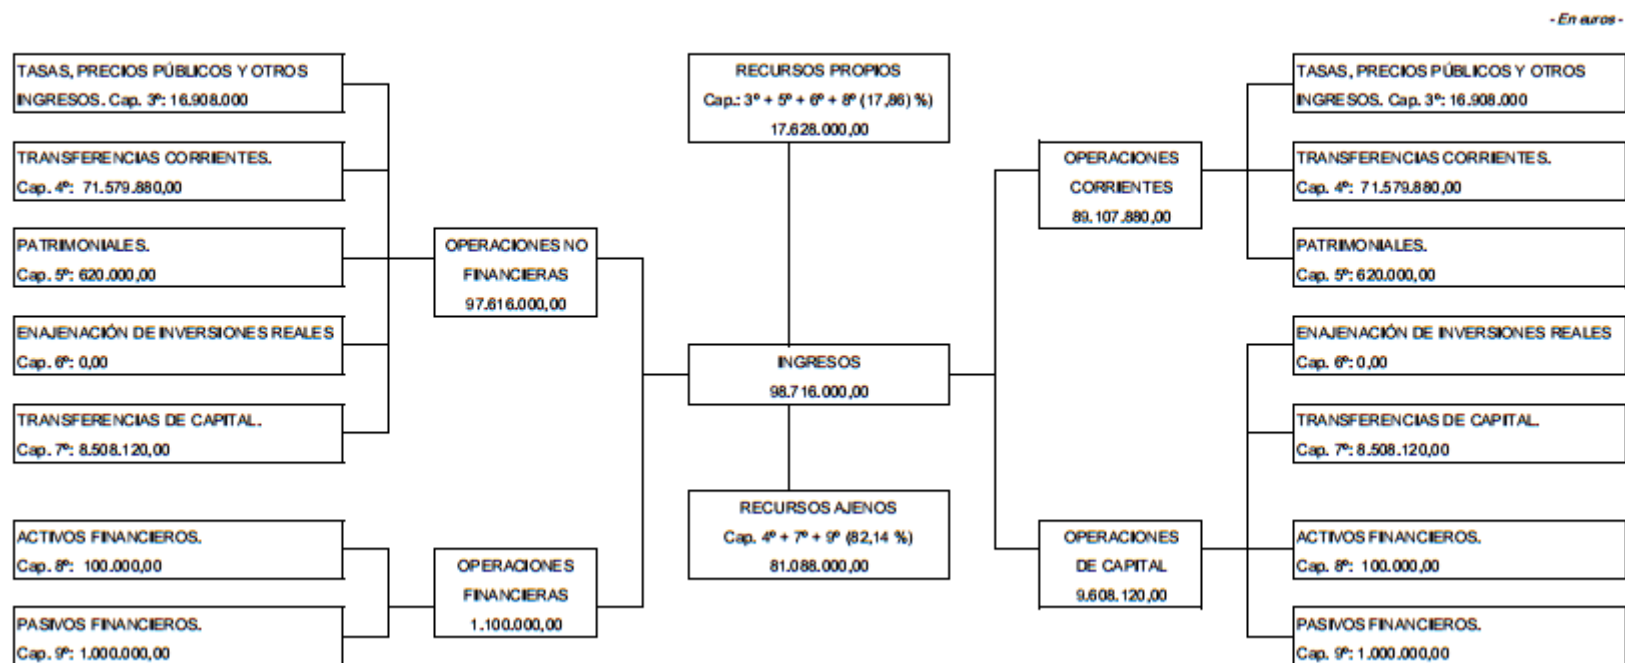 - En euros -
TASAS, PRECIOS PÚBLICOS Y OTROS
INGRESOS. Cap. 3º: 16.908.000
TRANSFERENCIAS CORRIENTES.
Cap. 4º: 71.579.880,00
PATRIMONIALES.
Cap. 5º: 620.000,00
ENAJENACIÓN DE INVERSIONES REALES
Cap. 6º: 0,00
TRANSFERENCIAS DE CAPITAL.
Cap. 7º: 8.508.120,00
ACTIVOS FINANCIEROS.
Cap. 8º: 100.000,00
PASIVOS FINANCIEROS.
Cap. 9º: 1.000.000,00
OPERACIONES NO
FINANCIERAS
97.616.000,00
OPERACIONES
FINANCIERAS
1.100.000,00
RECURSOS PROPIOS
Cap.: 3º + 5º + 6º + 8º (17,86) %)
17.628.000,00
INGRESOS
98.716.000,00
RECURSOS AJENOS
Cap. 4º + 7º + 9º (82,14 %)
81.088.000,00
OPERACIONES
CORRIENTES
89.107.880,00
OPERACIONES
DE CAPITAL
9.608.120,00
TASAS, PRECIOS PÚBLICOS Y OTROS
INGRESOS. Cap. 3º: 16.908.000
TRANSFERENCIAS CORRIENTES.
Cap. 4º: 71.579.880,00
PATRIMONIALES.
Cap. 5º: 620.000,00
ENAJENACIÓN DE INVERSIONES REALES
Cap. 6º: 0,00
TRANSFERENCIAS DE CAPITAL.
Cap. 7º: 8.508.120,00
ACTIVOS FINANCIEROS.
Cap. 8º: 100.000,00
PASIVOS FINANCIEROS.
Cap. 9º: 1.000.000,00